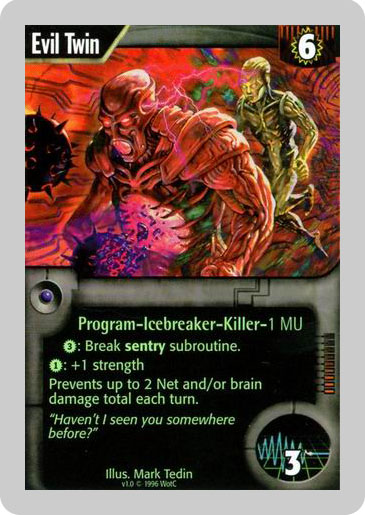 Evil Twin
6
Program-Icebreaker-Killer-1 MU
3: Break sentry subroutine.
1: +1 strength
Prevents up to 2 Net and/or brain
damage total each turn.
"Haven't I seen you somewhere
before?"
3
Illus. Mark Tedin
v1.0 © 1996 WotC